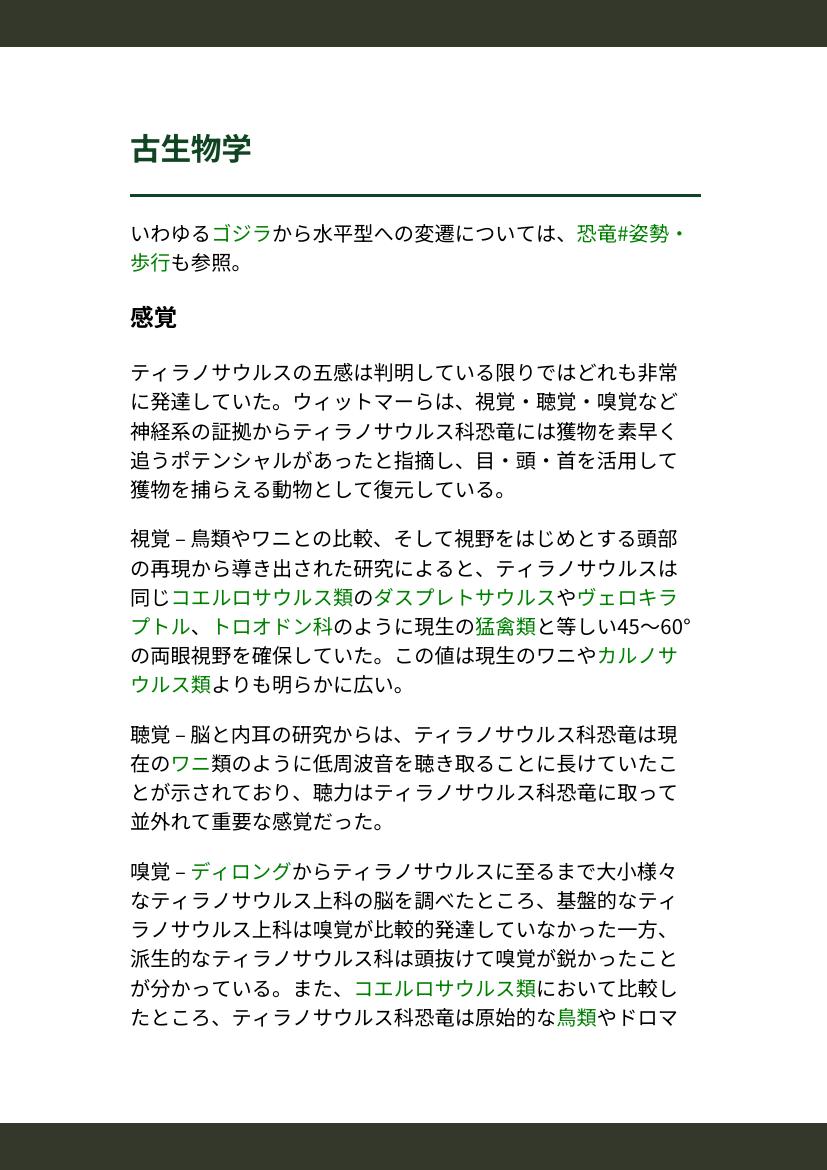 古生物学
いわゆるゴジラから水平型への変遷については、恐竜#姿勢・
歩行も参照。
感覚
ティラノサウルスの五感は判明している限りではどれも非常
に発達していた。ウィットマーらは、視覚・聴覚・嗅覚など
神経系の証拠からティラノサウルス科恐竜には獲物を素早く
追うポテンシャルがあったと指摘し、目・頭・首を活用して
獲物を捕らえる動物として復元している。
視覚 – 鳥類やワニとの比較、そして視野をはじめとする頭部
の再現から導き出された研究によると、ティラノサウルスは
同じコエルロサウルス類のダスプレトサウルスやヴェロキラ
プトル、トロオドン科のように現生の猛禽類と等しい45〜60°
の両眼視野を確保していた。この値は現生のワニやカルノサ
ウルス類よりも明らかに広い。
聴覚 – 脳と内耳の研究からは、ティラノサウルス科恐竜は現
在のワニ類のように低周波音を聴き取ることに長けていたこ
とが示されており、聴力はティラノサウルス科恐竜に取って
並外れて重要な感覚だった。
嗅覚 – ディロングからティラノサウルスに至るまで大小様々
なティラノサウルス上科の脳を調べたところ、基盤的なティ
ラノサウルス上科は嗅覚が比較的発達していなかった一方、
派生的なティラノサウルス科は頭抜けて嗅覚が鋭かったこと
が分かっている。また、コエルロサウルス類において比較し
たところ、ティラノサウルス科恐竜は原始的な鳥類やドロマ